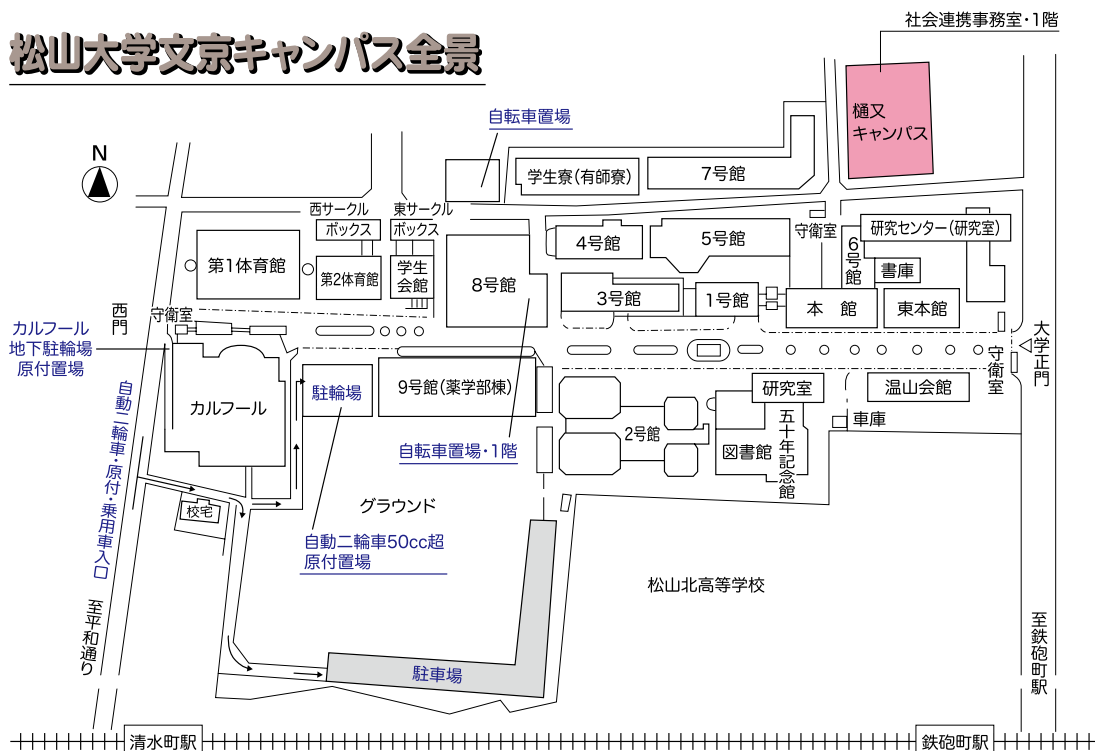 社会連携事務室・1階
松山大学文京キャンパス全景
樋又
キャンパス
自転車置場
N
学生寮(有師寮)
7号館
西サークル
ボックス
東サークル
ボックス
4号館
5号館
守衛室
6号館
研究センター(研究室)
書庫
第1体育館
第2体育館
学生
会館
8号館
3号館
1号館
本 館
東本館
西門
守衛室
カルフール
地下駐輪場
原付置場
大学正門
守衛室
カルフール
駐輪場
9号館(薬学部棟)
研究室
温山会館
車庫
2号館
図書館
五十年記念館
自転車置場・1階
自動二輪車・原付・乗用車入口
校宅
グラウンド
自動二輪車50cc超
原付置場
松山北高等学校
至平和通り
至鉄砲町駅
駐車場
清水町駅
鉄砲町駅